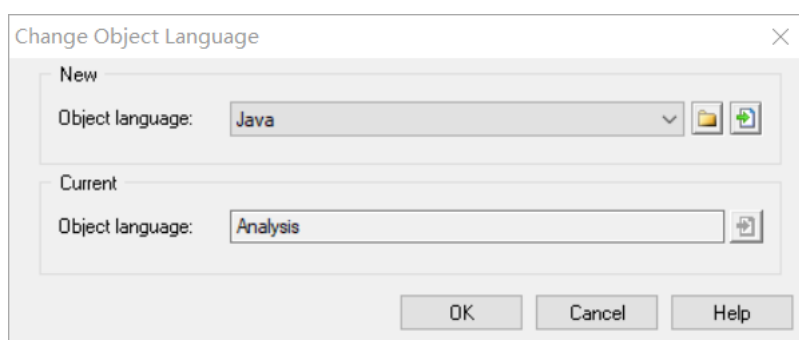 Change Object Language
New
Object language: Java
Current
Object language: Analysis
OK Cancel Help